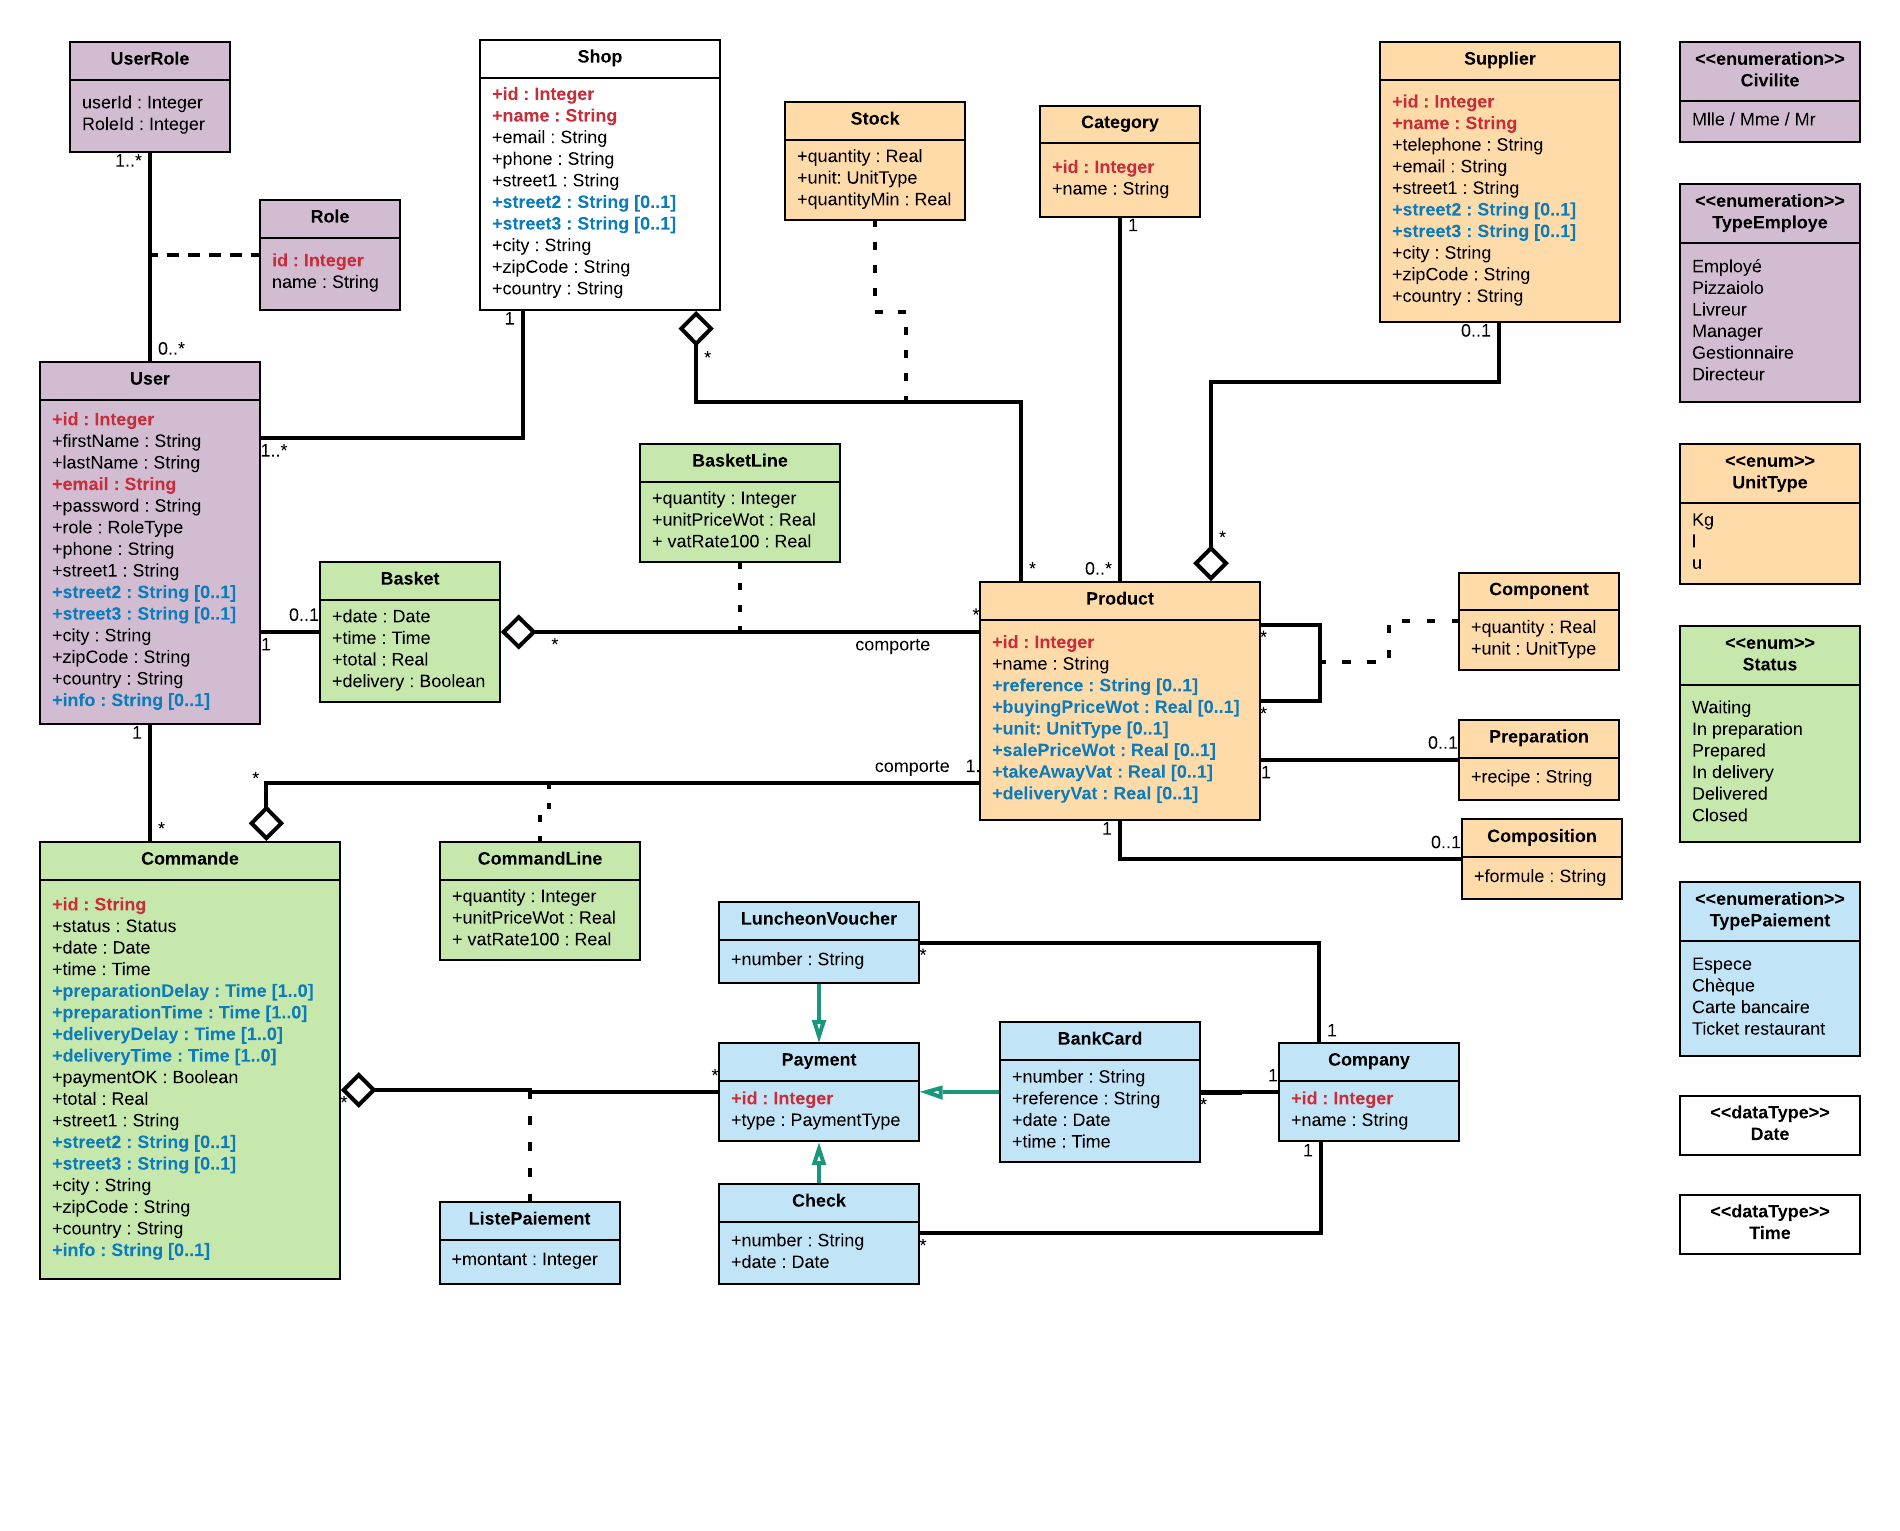 UserRole
userId : Integer
RoleId : Integer
1..*
Role
id : Integer
name : String
0..*
Shop
+id : Integer
+name : String
+email : String
+phone : String
+street1 : String
+street2 : String [0..1]
+street3 : String [0..1]
+city : String
+zipCode : String
+country : String
1
*
Stock
+quantity : Real
+unit: UnitType
+quantityMin : Real
Category
+id : Integer
+name : String
1
Supplier
+id : Integer
+name : String
+telephone : String
+email : String
+street1 : String
+street2 : String [0..1]
+street3 : String [0..1]
+city : String
+zipCode : String
+country : String
0..1
<<enumeration>>
Civilite
Mlle / Mme / Mr
<<enumeration>>
TypeEmploye
Employé
Pizzaiolo
Livreur
Manager
Gestionnaire
Directeur
User
+id : Integer
+firstName : String
+lastName : String
+email : String
+password : String
+role : RoleType
+phone : String
+street1 : String
+street2 : String [0..1]
+street3 : String [0..1]
+city : String
+zipCode : String
+country : String
+info : String [0..1]
1..*
0..1
1
1
*
Basket
+date : Date
+time : Time
+total : Real
+delivery : Boolean
*
BasketLine
+quantity : Integer
+unitPriceWot : Real
+ vatRate100 : Real
comporte
*
*
0..*
*
Product
+id : Integer
+name : String
+reference : String [0..1]
+buyingPriceWot : Real [0..1]
+unit: UnitType [0..1]
+salePriceWot : Real [0..1]
+takeAwayVat : Real [0..1]
+deliveryVat : Real [0..1]
*
*
1
1
comporte
1.
*
Component
+quantity : Real
+unit : UnitType
0..1
Preparation
+recipe : String
0..1
Composition
+formule : String
<<enum>>
UnitType
Kg
l
u
<<enum>>
Status
Waiting
In preparation
Prepared
In delivery
Delivered
Closed
Commande
+id : String
+status : Status
+date : Date
+time : Time
+preparationDelay : Time [1..0]
+preparationTime : Time [1..0]
+deliveryDelay : Time [1..0]
+deliveryTime : Time [1..0]
+paymentOK : Boolean
+total : Real
+street1 : String
+street2 : String [0..1]
+street3 : String [0..1]
+city : String
+zipCode : String
+country : String
+info : String [0..1]
*
CommandLine
+quantity : Integer
+unitPriceWot : Real
+ vatRate100 : Real
LuncheonVoucher
+number : String
*
*
Payment
+id : Integer
+type : PaymentType
BankCard
+number : String
+reference : String
+date : Date
+time : Time
*
1
1
Company
+id : Integer
+name : String
1
ListePaiement
+montant : Integer
Check
+number : String
+date : Date
*
<<enumeration>>
TypePaiement
Espece
Chèque
Carte bancaire
Ticket restaurant
<<dataType>>
Date
<<dataType>>
Time